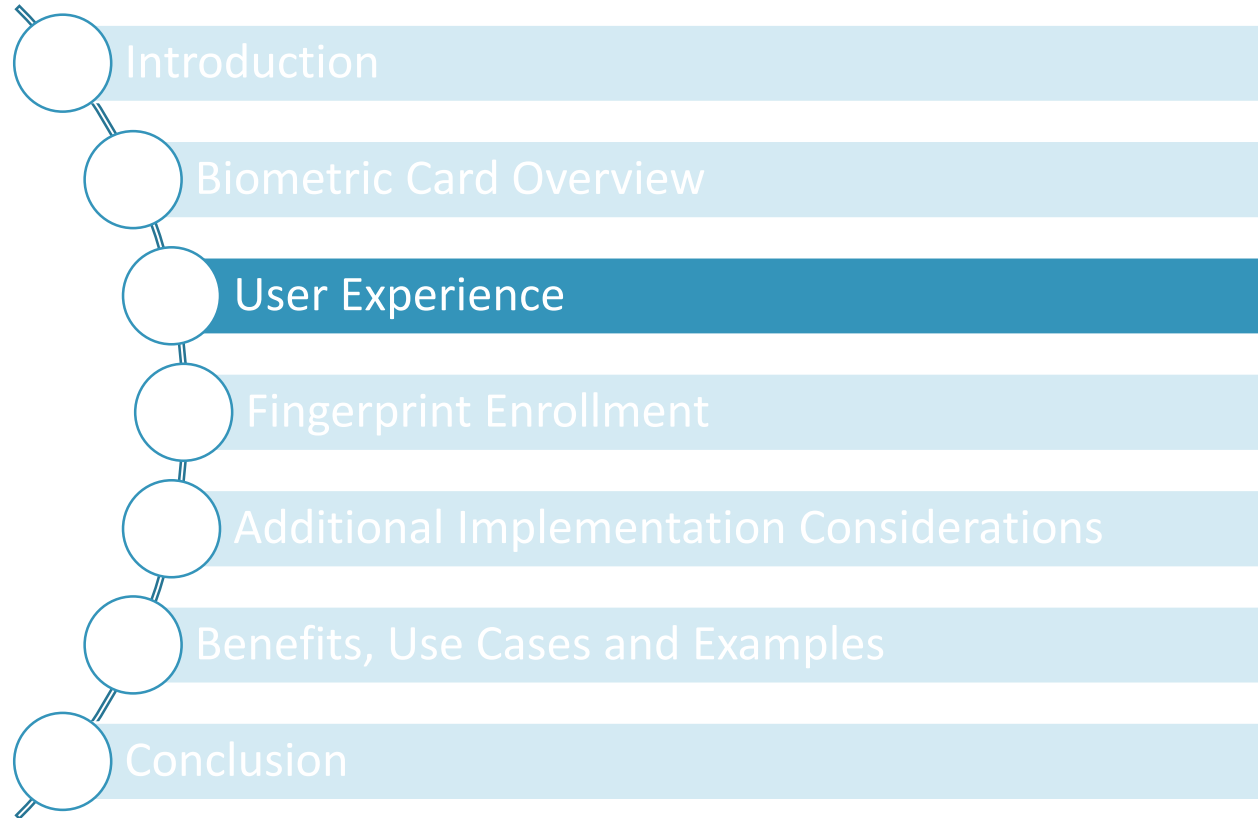 Introduction
Biometric Card Overview
User Experience
Fingerprint Enrollment
Additional Implementation Considerations
Benefits, Use Cases and Examples
Conclusion